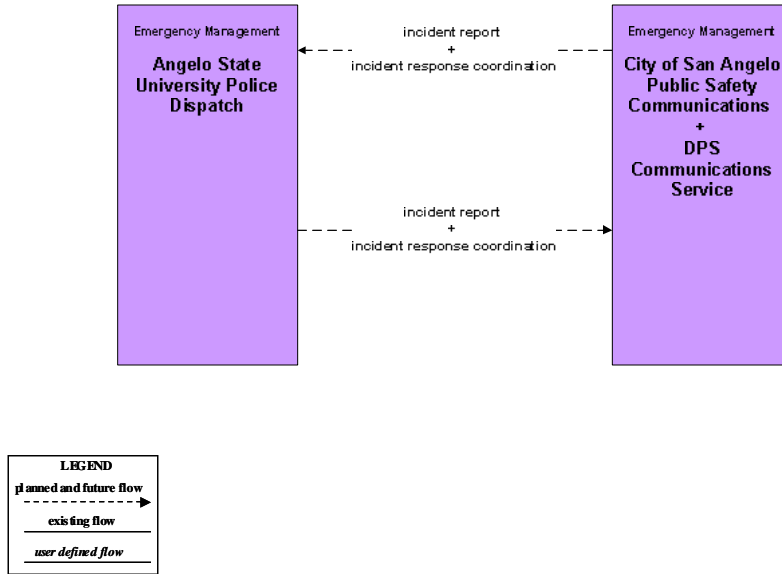 Emergency Management
Angelo State
University Police
Dispatch
incident report
+
incident response coordination
incident report
+
incident response coordination
Emergency Management
City of San Angelo
Public Safety
Communications
+
DPS
Communications
Service
LEGEND
planned and future flow
existing flow
user defined flow